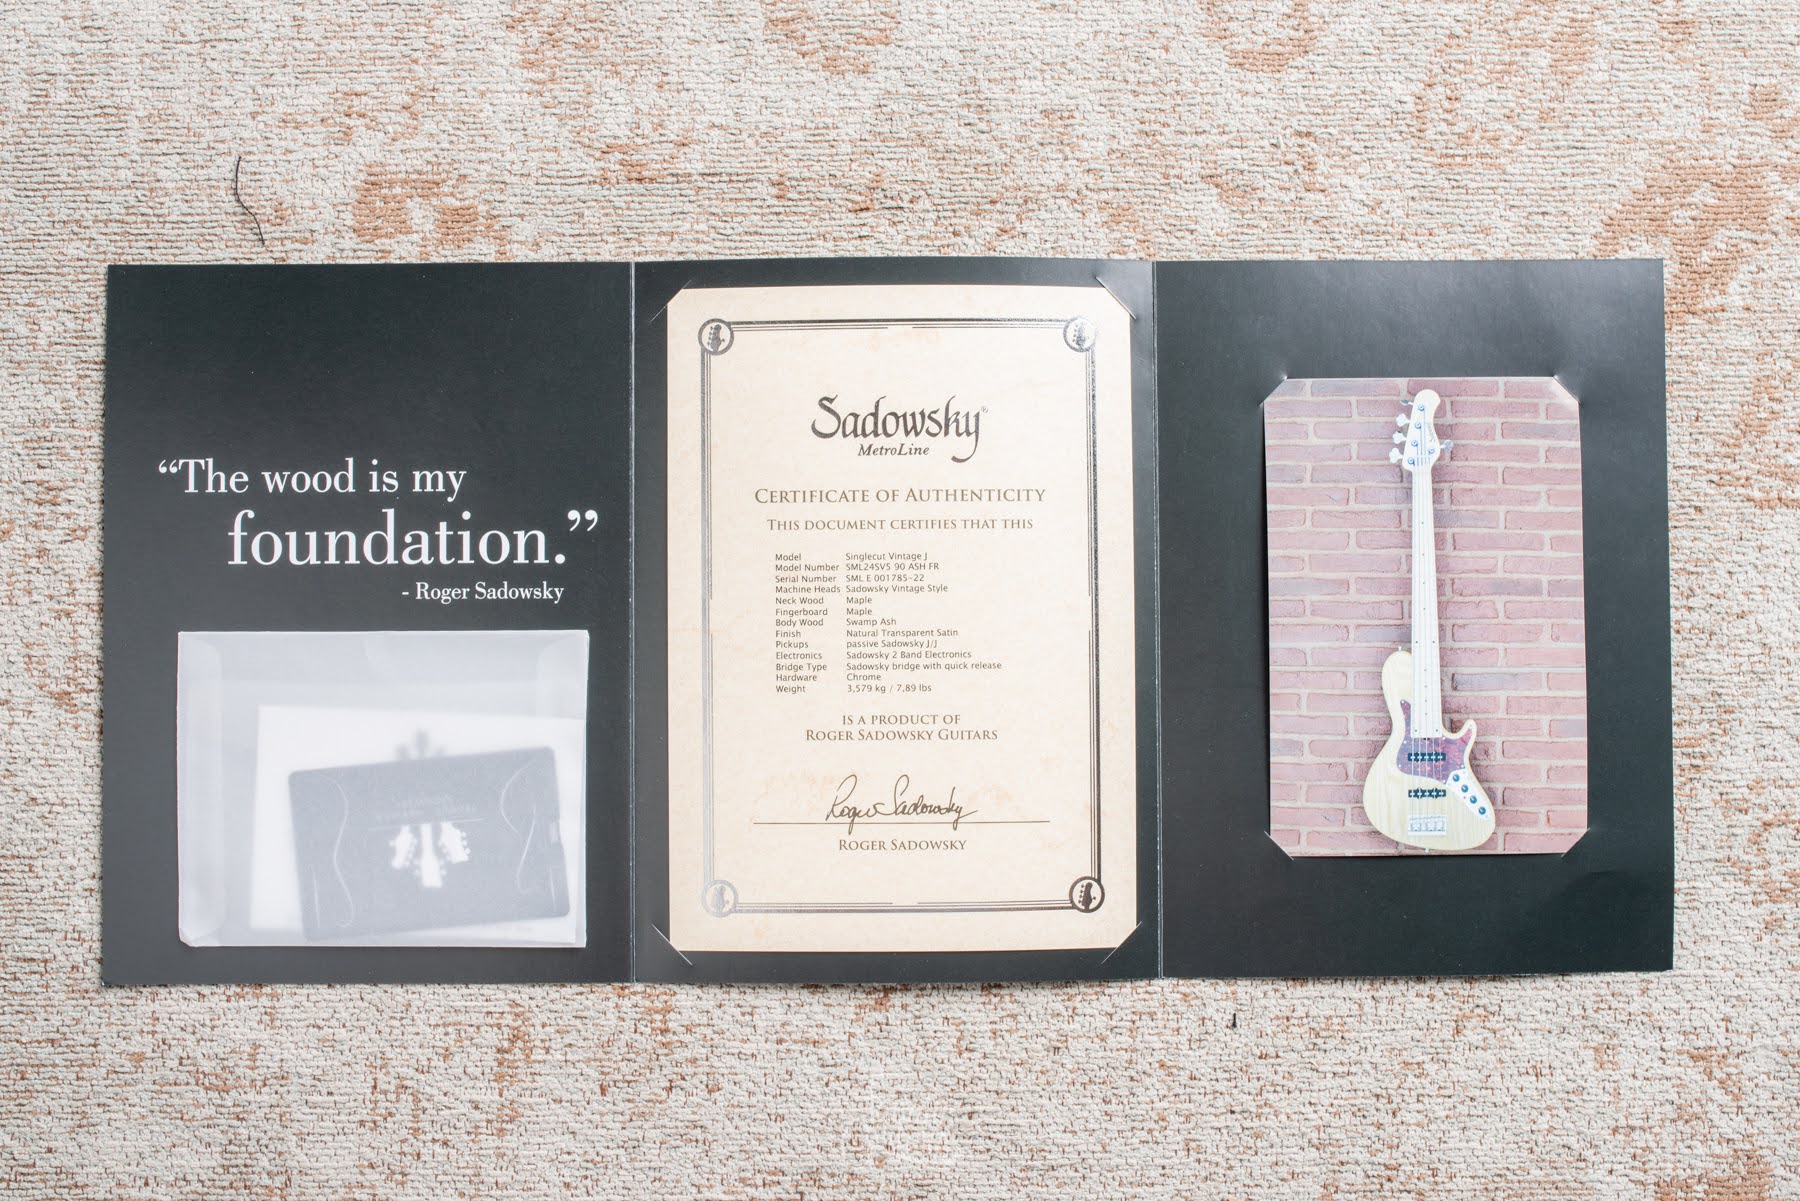 “The wood is my
foundation.”
- Roger Sadowsky
Sadowsky®
MetroLine
CERTIFICATE OF AUTHENTICITY
THIS DOCUMENT CERTIFIES THAT THIS
Model Singlecut Vintage J
Model Number SML24SV5 90 ASH FR
Serial Number SML E 001785-22
Machine Heads Sadowsky Vintage Style
Neck Wood Maple
Fingerboard Maple
Body Wood Swamp Ash
Finish Natural Transparent Satin
Pickups passive Sadowsky J/J
Electronics Sadowsky 2 Band Electronics
Bridge Type Sadowsky bridge with quick release
Hardware Chrome
Weight 3,579 kg / 7,89 lbs
IS A PRODUCT OF
ROGER SADOWSKY GUITARS
Roger Sadowsky
ROGER SADOWSKY